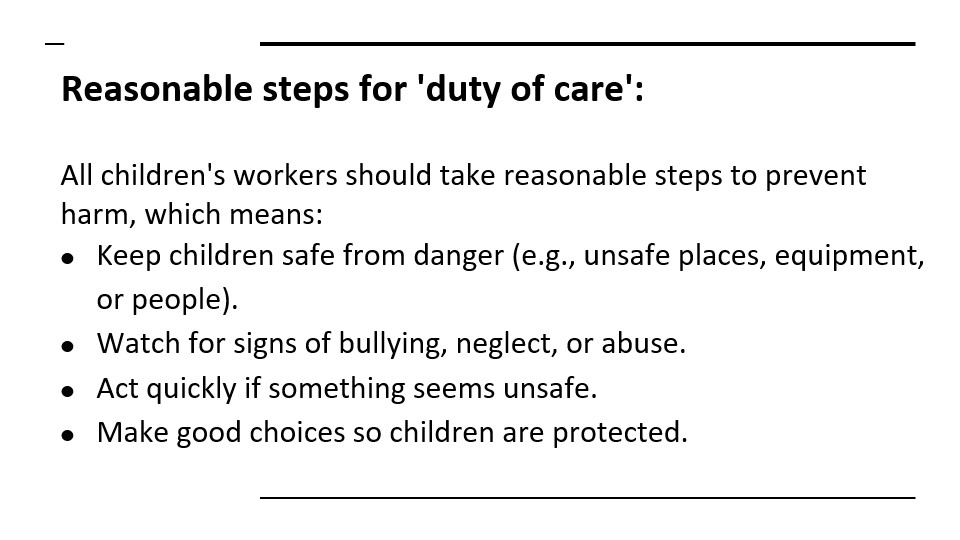 Reasonable steps for 'duty of care':
All children's workers should take reasonable steps to prevent
harm, which means:
● Keep children safe from danger (e.g., unsafe places, equipment,
or people).
● Watch for signs of bullying, neglect, or abuse.
● Act quickly if something seems unsafe.
● Make good choices so children are protected.